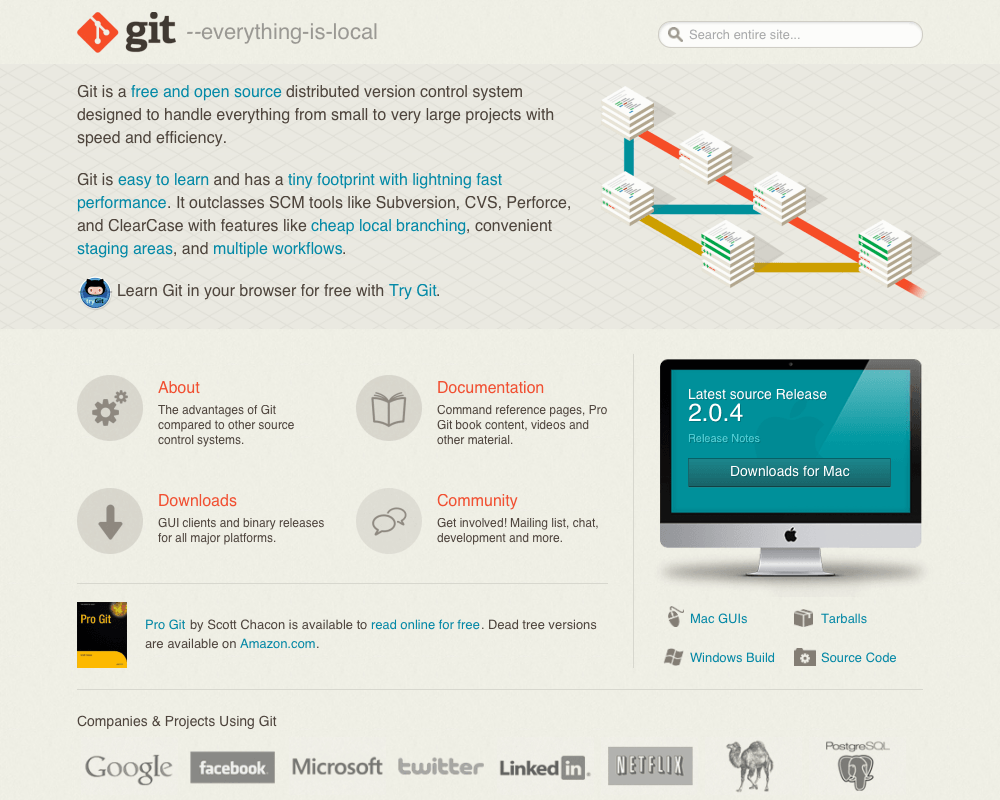 git --everything-is-local
Search entire site...
Git is a free and open source distributed version control system
designed to handle everything from small to very large projects with
speed and efficiency.
Git is easy to learn and has a tiny footprint with lightning fast
performance. It outclasses SCM tools like Subversion, CVS, Perforce,
and ClearCase with features like cheap local branching, convenient
staging areas, and multiple workflows.
Learn Git in your browser for free with Try Git.
About
The advantages of Git
compared to other source
control systems.
Documentation
Command reference pages, Pro
Git book content, videos and
other material.
Downloads
GUI clients and binary releases
for all major platforms.
Community
Get involved! Mailing list, chat,
development and more.
Latest source Release
2.0.4
Release Notes
Downloads for Mac
Pro Git
Pro Git by Scott Chacon is available to read online for free. Dead tree versions
are available on Amazon.com.
Mac GUIs
Tarballs
Windows Build
Source Code
Companies & Projects Using Git
Google facebook Microsoft twitter Linked in. NETFLIX PostgreSQL